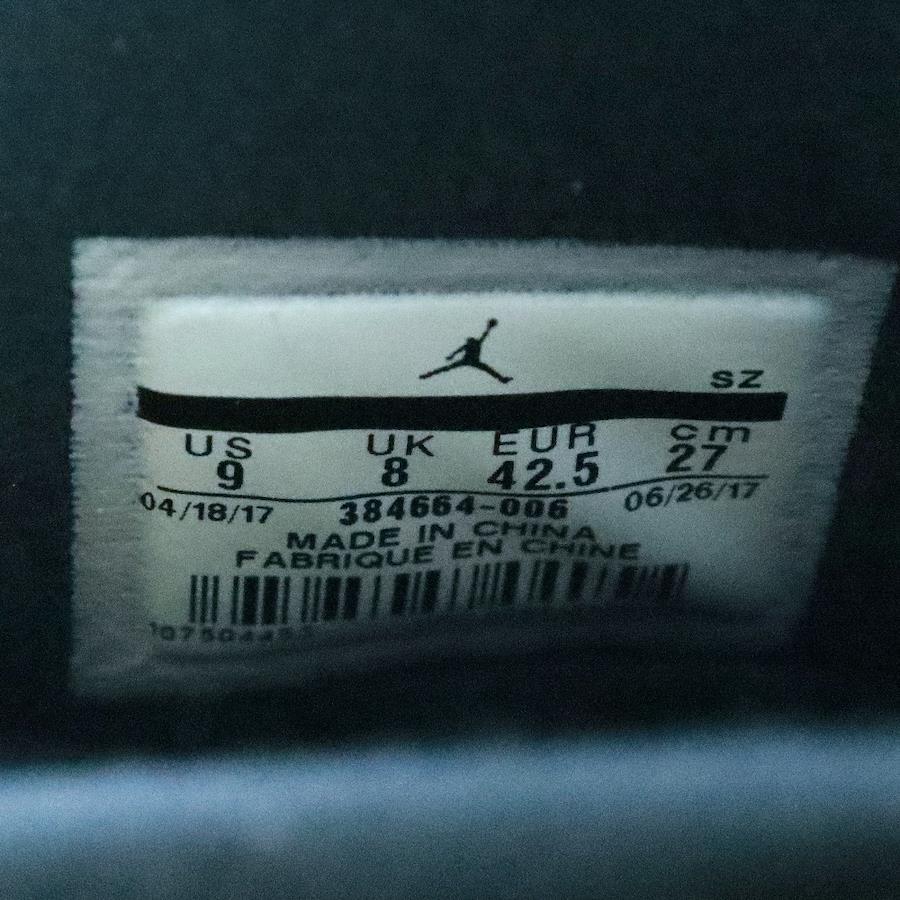 SZ
US UK EUR cm
9 8 42.5 27
04/18/17 384664-006 06/26/17
MADE IN CHINA
FABRIQUE EN CHINE